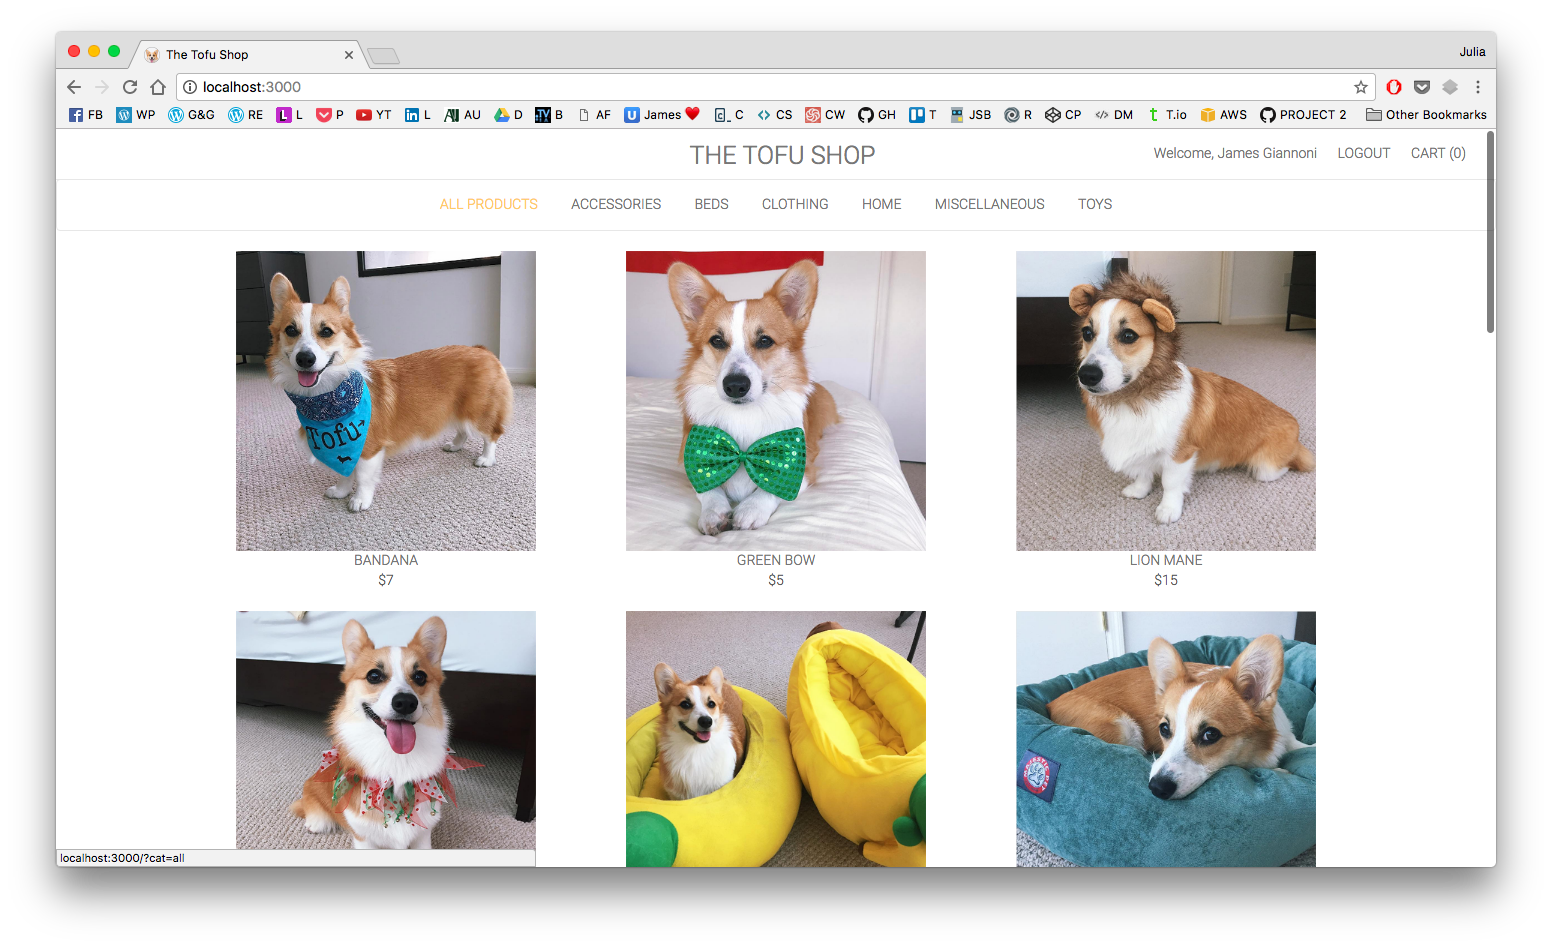 The Tofu Shop
Julia
localhost:3000
FB WP G&G RE L P YT L AU D B AF James C CS CW GH T JSB R CP DM T.io AWS PROJECT 2 Other Bookmarks
THE TOFU SHOP
Welcome, James Giannoni LOGOUT CART (0)
ALL PRODUCTS ACCESSORIES BEDS CLOTHING HOME MISCELLANEOUS TOYS
Tofu
BANDANA
$7
GREEN BOW
$5
LION MANE
$15
localhost:3000/?cat=all